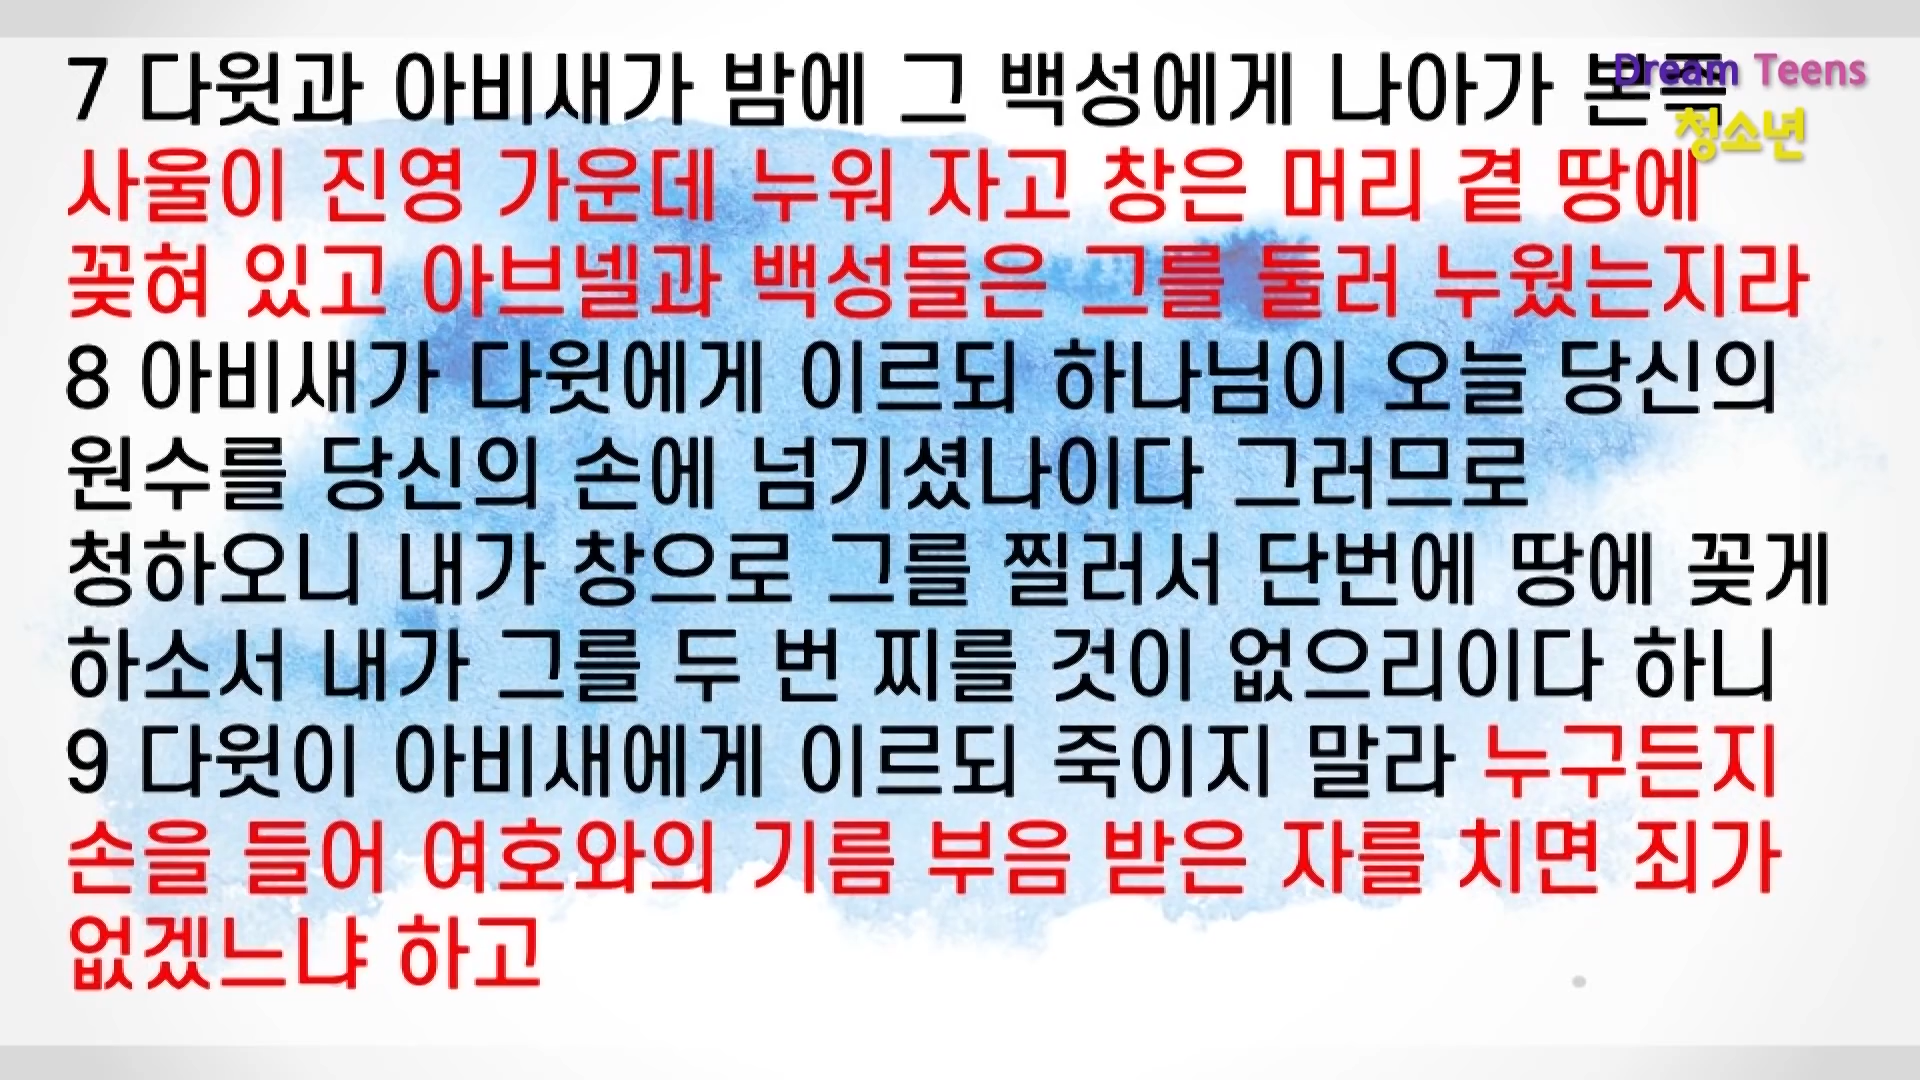 7 다윗과 아비새가 밤에 그 백성에게 나아가 본즉
Dream Teens
청소년
사울이 진영 가운데 누워 자고 창은 머리 곁 땅에
꽂혀 있고 아브넬과 백성들은 그를 둘러 누웠는지라
8 아비새가 다윗에게 이르되 하나님이 오늘 당신의
원수를 당신의 손에 넘기셨나이다 그러므로
청하오니 내가 창으로 그를 찔러서 단번에 땅에 꽂게
하소서 내가 그를 두 번 찌를 것이 없으리이다 하니
9 다윗이 아비새에게 이르되 죽이지 말라 누구든지
손을 들어 여호와의 기름 부음 받은 자를 치면 죄가
없겠느냐 하고